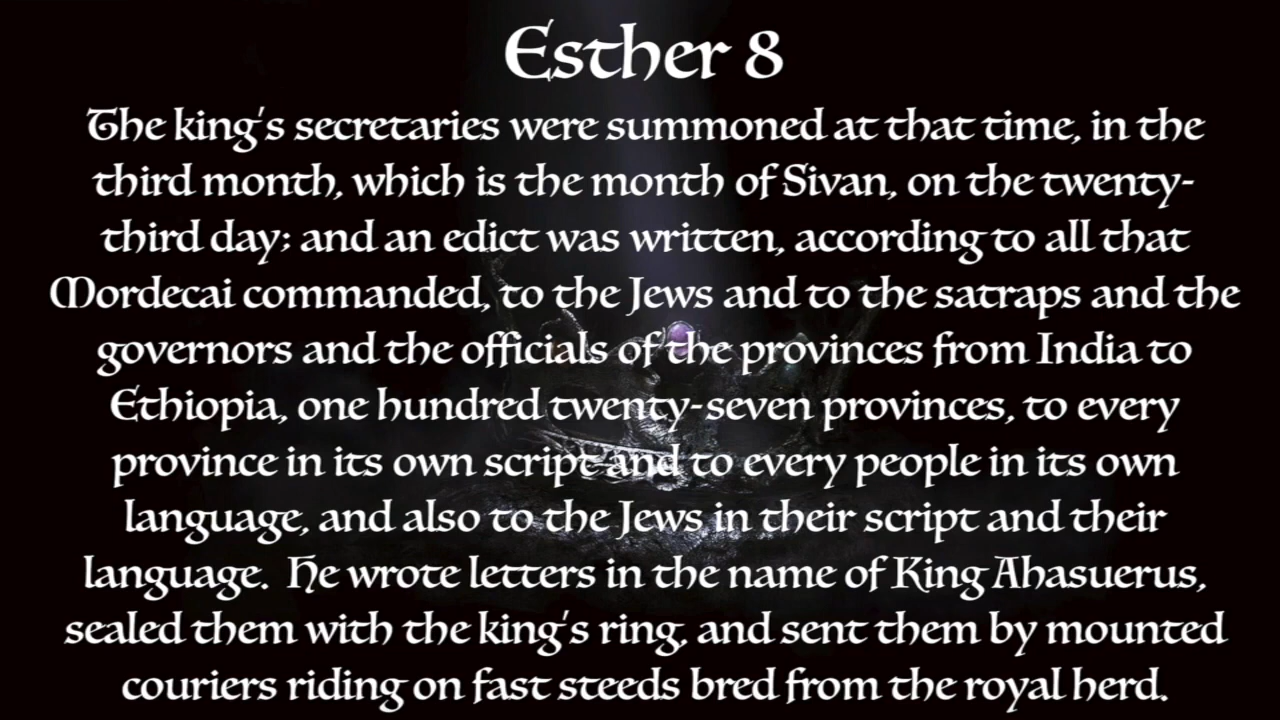 Esther 8
The king's secretaries were summoned at that time, in the
third month, which is the month of Sivan, on the twenty-
third day; and an edict was written, according to all that
Mordecai commanded, to the Jews and to the satraps and the
governors and the officials of the provinces from India to
Ethiopia, one hundred twenty-seven provinces, to every
province in its own script and to every people in its own
language, and also to the Jews in their script and their
language.  He wrote letters in the name of King Ahasuerus,
sealed them with the king's ring, and sent them by mounted
couriers riding on fast steeds bred from the royal herd.